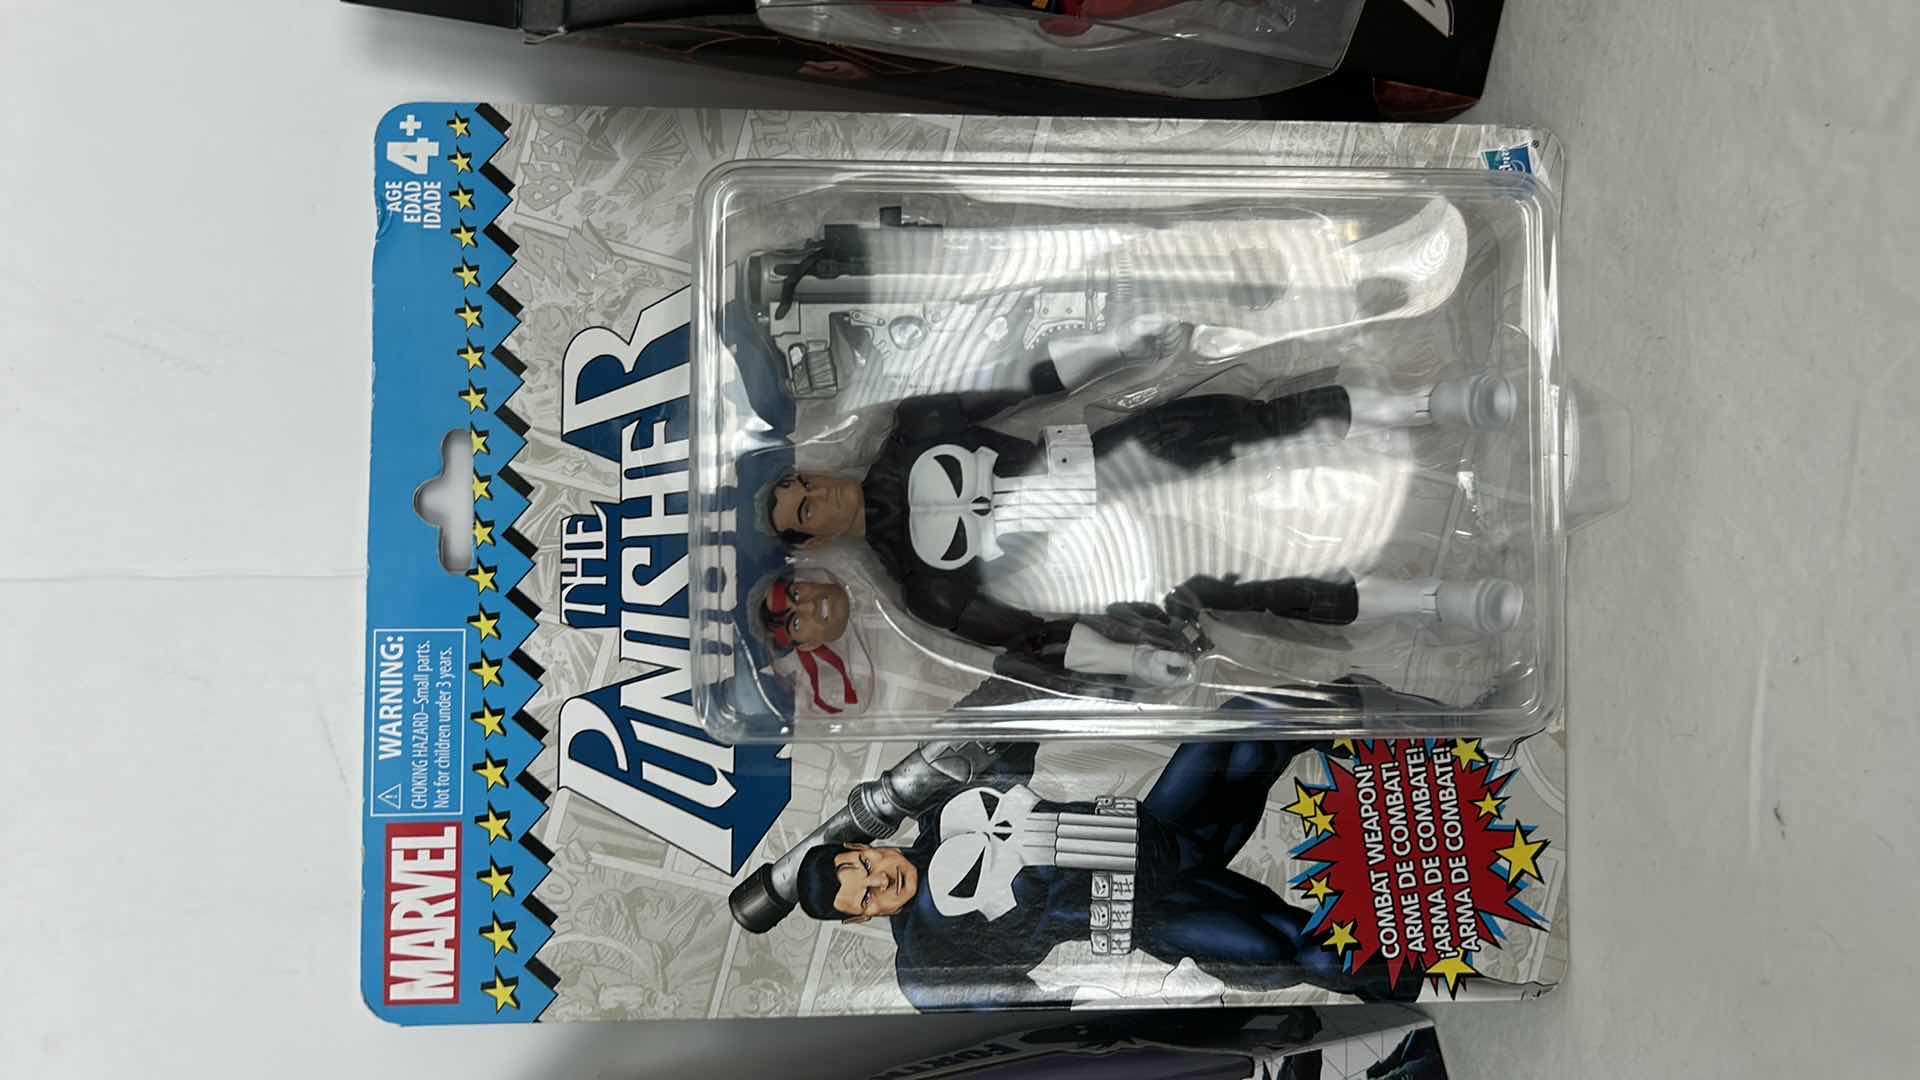 MARVEL
WARNING:
CHOKING HAZARD–Small parts.
Not for children under 3 years.
AGE
EDAD
IDADE
4+
THE
PUNISHER
COMBAT WEAPON!
ARME DE COMBAT!
¡ARMA DE COMBATE!
ARMA DE COMBATE!